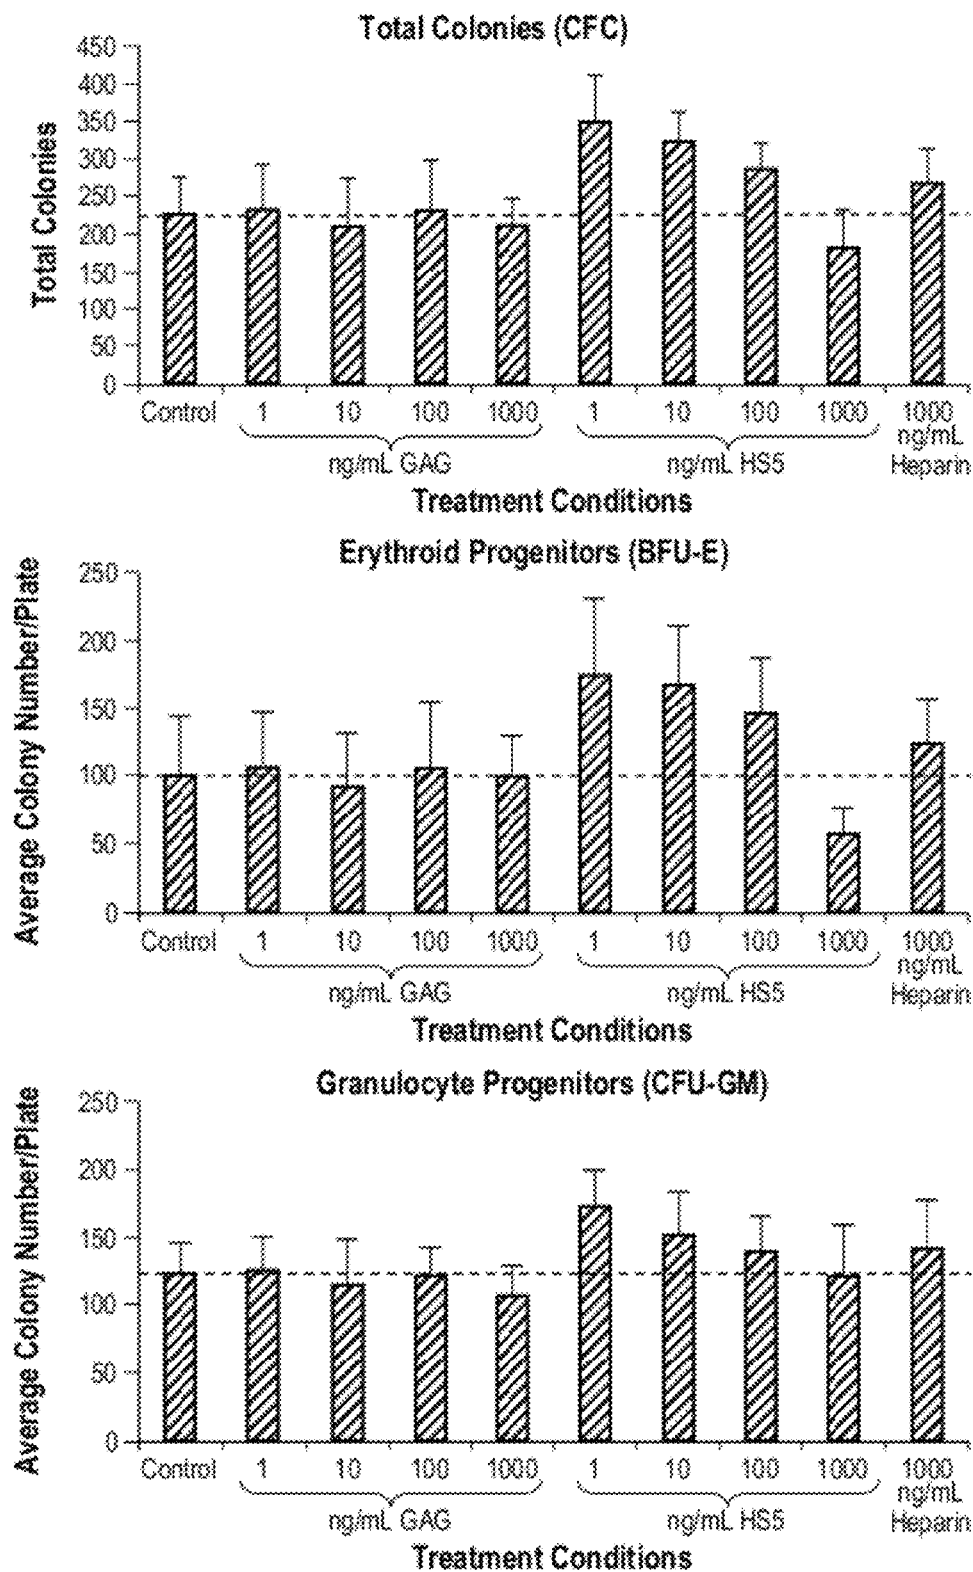 Total Colonies (CFC)
Total Colonies
450
400
350
300
250
200
150
100
50
0
Control 1 10 100 1000 1 10 100 1000 1000
ng/mL GAG ng/mL HS5 ng/mL
Heparin
Treatment Conditions
Erythroid Progenitors (BFU-E)
Average Colony Number/Plate
250
200
150
100
50
0
Control 1 10 100 1000 1 10 100 1000 1000
ng/mL GAG ng/mL HS5 ng/mL
Heparin
Treatment Conditions
Granulocyte Progenitors (CFU-GM)
Average Colony Number/Plate
250
200
150
100
50
0
Control 1 10 100 1000 1 10 100 1000 1000
ng/mL GAG ng/mL HS5 ng/mL
Heparin
Treatment Conditions